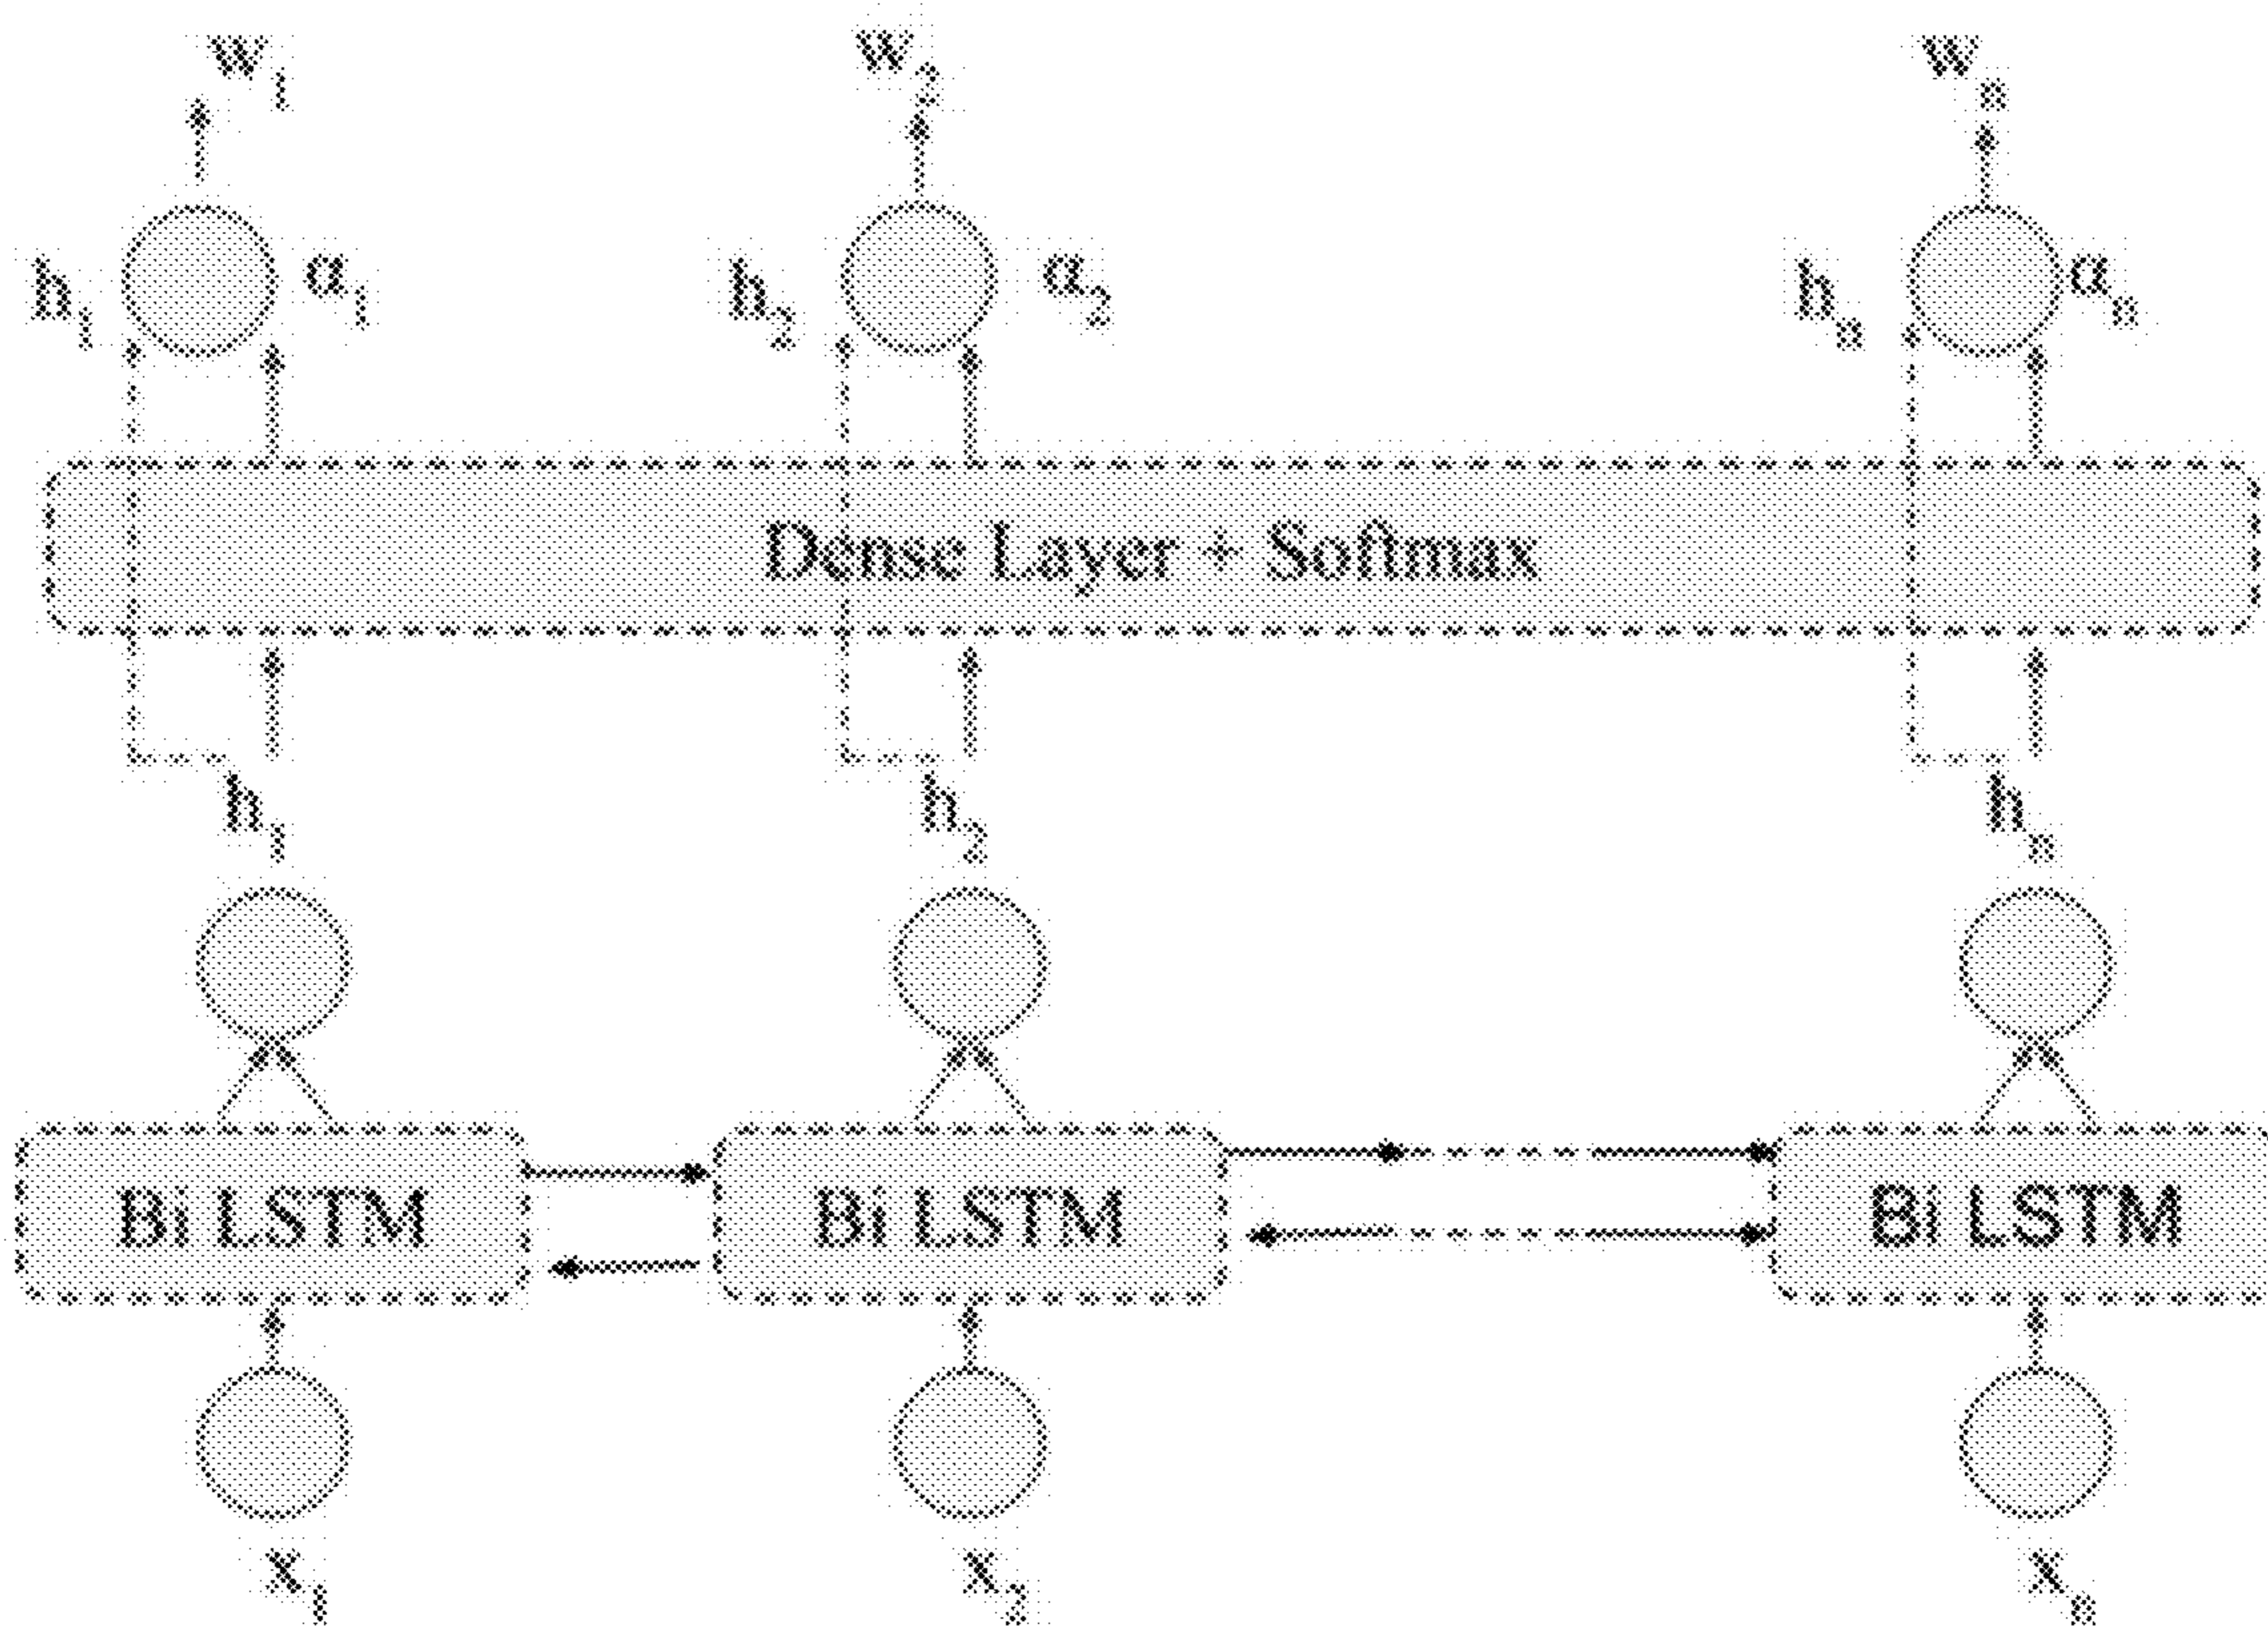 w₁ w₂ wₙ
h₁ α₁ h₂ α₂ hₙ αₙ
Dense Layer + Softmax
h₁ h₂ hₙ
Bi LSTM Bi LSTM Bi LSTM
x₁ x₂ xₙ